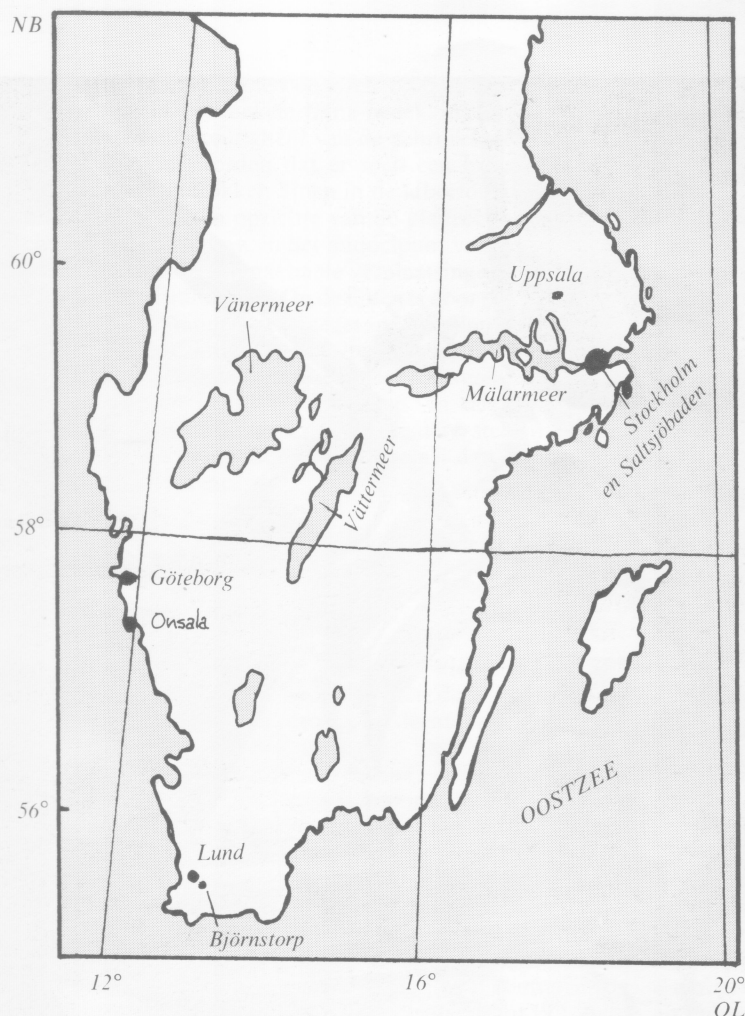 NB
60°
Uppsala
Vänermeer
Mälarmeer
Stockholm
en Saltsjöbaden
Vättermeer
58°
Göteborg
Onsala
56°
OOSTZEE
Lund
Björnstorp
12°
16°
20°
OL